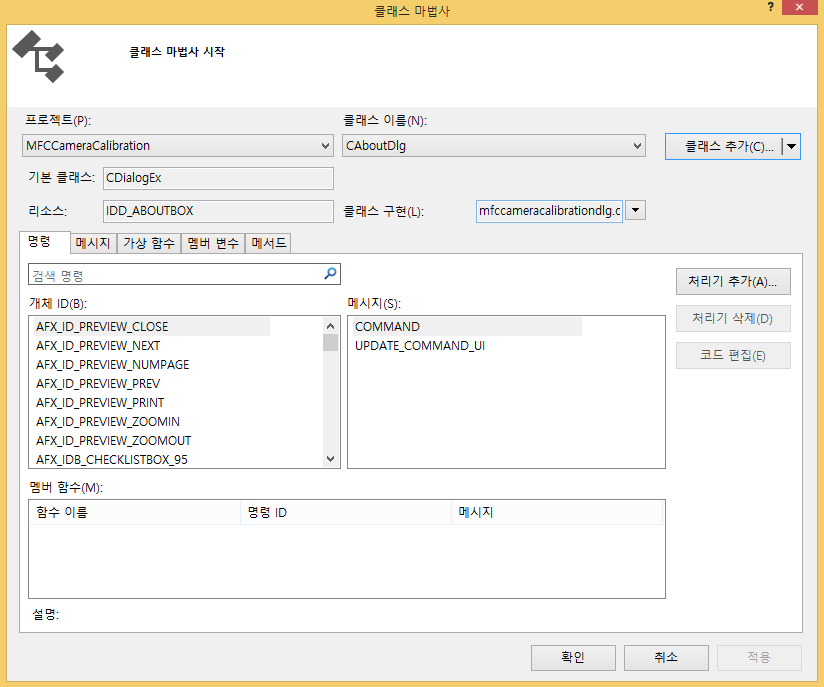 클래스 마법사
?
클래스 마법사 시작
프로젝트(P):
클래스 이름(N):
MFCCameraCalibration
CAboutDlg
클래스 추가(C)...
기본 클래스:
CDialogEx
리소스:
IDD_ABOUTBOX
클래스 구현(L):
mfccameracalibrationdlg.c
명령
메시지
가상 함수
멤버 변수
메서드
검색 명령
처리기 추가(A)...
개체 ID(B):
메시지(S):
AFX_ID_PREVIEW_CLOSE
AFX_ID_PREVIEW_NEXT
AFX_ID_PREVIEW_NUMPAGE
AFX_ID_PREVIEW_PREV
AFX_ID_PREVIEW_PRINT
AFX_ID_PREVIEW_ZOOMIN
AFX_ID_PREVIEW_ZOOMOUT
AFX_IDB_CHECKLISTBOX_95
COMMAND
UPDATE_COMMAND_UI
처리기 삭제(D)
코드 편집(E)
멤버 함수(M):
함수 이름
명령 ID
메시지
설명:
확인
취소
적용